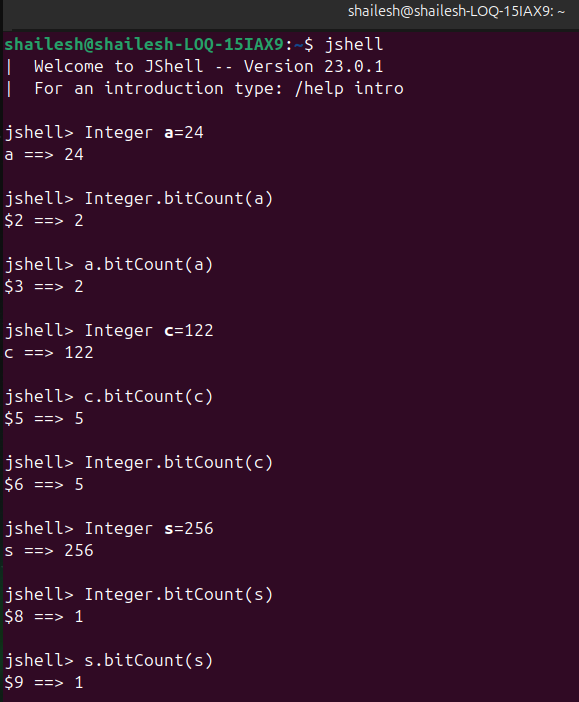 shailesh@shailesh-LOQ-15IAX9: ~
shailesh@shailesh-LOQ-15IAX9:~$ jshell
|  Welcome to JShell -- Version 23.0.1
|  For an introduction type: /help intro
jshell> Integer a=24
a ==> 24
jshell> Integer.bitCount(a)
$2 ==> 2
jshell> a.bitCount(a)
$3 ==> 2
jshell> Integer c=122
c ==> 122
jshell> c.bitCount(c)
$5 ==> 5
jshell> Integer.bitCount(c)
$6 ==> 5
jshell> Integer s=256
s ==> 256
jshell> Integer.bitCount(s)
$8 ==> 1
jshell> s.bitCount(s)
$9 ==> 1